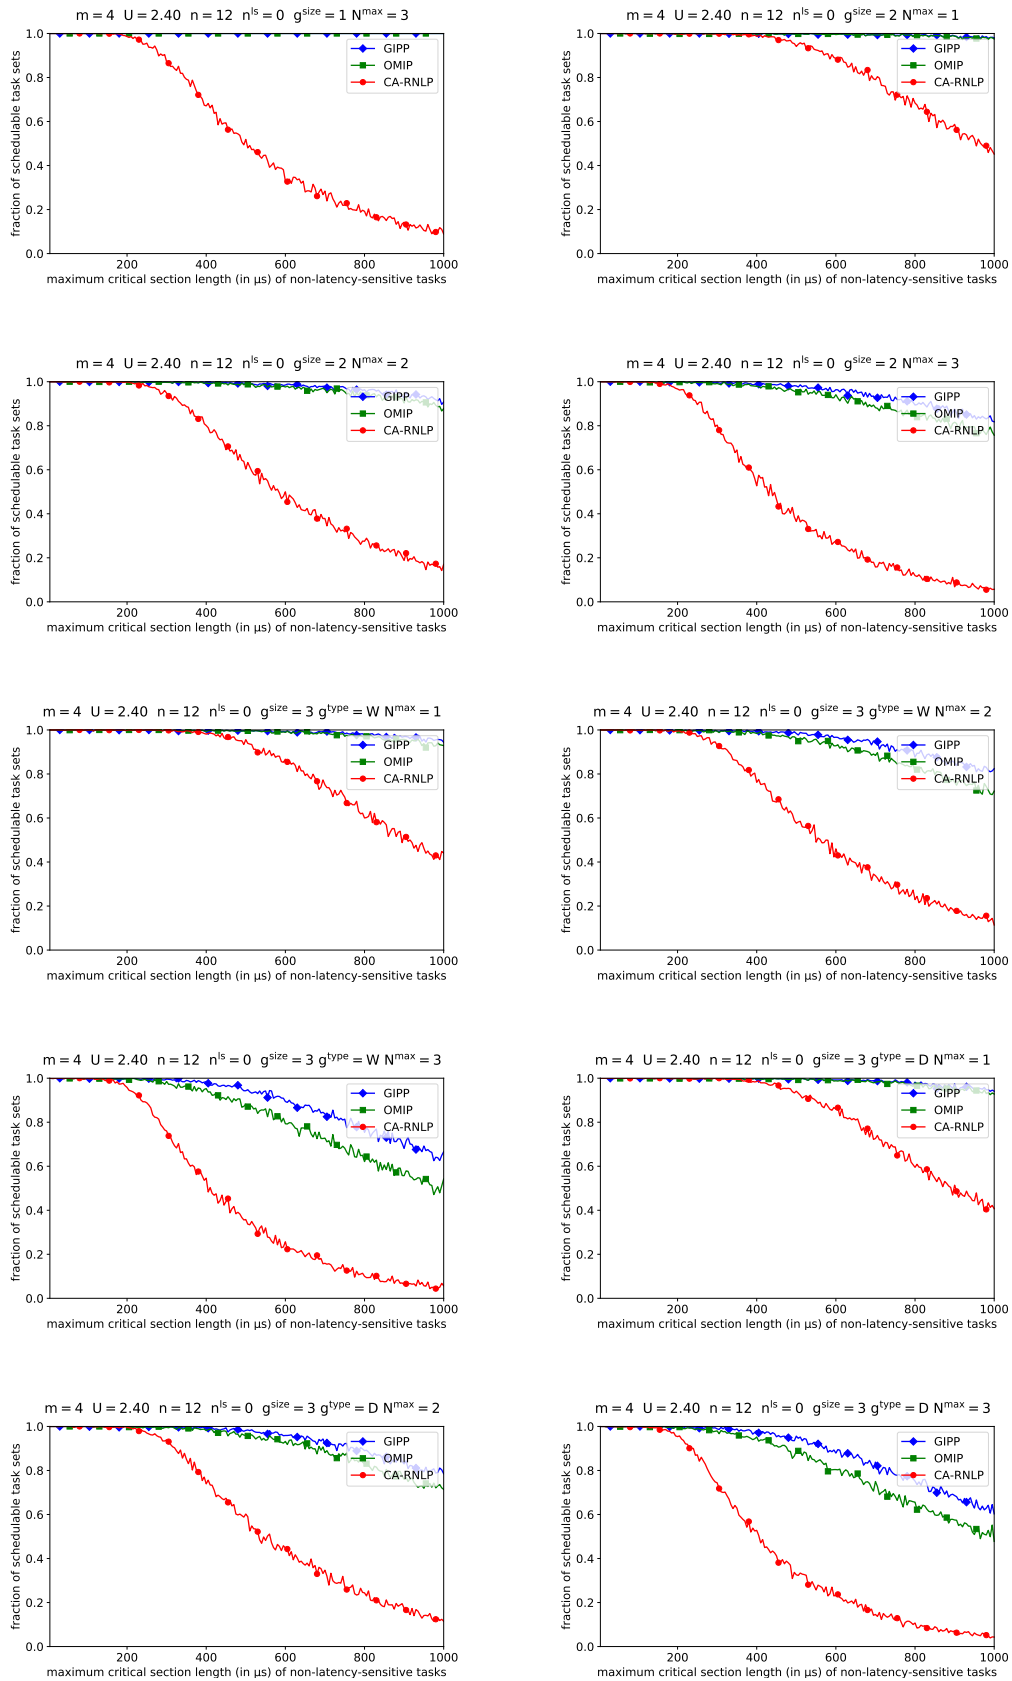 m = 4 U = 2.40 n = 12 n^ls = 0 g^size = 1 N^max = 3
fraction of schedulable task sets
1.0
0.8
0.6
0.4
0.2
0.0
GIPP
OMIP
CA-RNLP
200 400 600 800 1000
maximum critical section length (in μs) of non-latency-sensitive tasks
m = 4 U = 2.40 n = 12 n^ls = 0 g^size = 2 N^max = 1
fraction of schedulable task sets
1.0
0.8
0.6
0.4
0.2
0.0
GIPP
OMIP
CA-RNLP
200 400 600 800 1000
maximum critical section length (in μs) of non-latency-sensitive tasks
m = 4 U = 2.40 n = 12 n^ls = 0 g^size = 2 N^max = 2
fraction of schedulable task sets
1.0
0.8
0.6
0.4
0.2
0.0
GIPP
OMIP
CA-RNLP
200 400 600 800 1000
maximum critical section length (in μs) of non-latency-sensitive tasks
m = 4 U = 2.40 n = 12 n^ls = 0 g^size = 2 N^max = 3
fraction of schedulable task sets
1.0
0.8
0.6
0.4
0.2
0.0
GIPP
OMIP
CA-RNLP
200 400 600 800 1000
maximum critical section length (in μs) of non-latency-sensitive tasks
m = 4 U = 2.40 n = 12 n^ls = 0 g^size = 3 g^type = W N^max = 1
fraction of schedulable task sets
1.0
0.8
0.6
0.4
0.2
0.0
GIPP
OMIP
CA-RNLP
200 400 600 800 1000
maximum critical section length (in μs) of non-latency-sensitive tasks
m = 4 U = 2.40 n = 12 n^ls = 0 g^size = 3 g^type = W N^max = 2
fraction of schedulable task sets
1.0
0.8
0.6
0.4
0.2
0.0
GIPP
OMIP
CA-RNLP
200 400 600 800 1000
maximum critical section length (in μs) of non-latency-sensitive tasks
m = 4 U = 2.40 n = 12 n^ls = 0 g^size = 3 g^type = W N^max = 3
fraction of schedulable task sets
1.0
0.8
0.6
0.4
0.2
0.0
GIPP
OMIP
CA-RNLP
200 400 600 800 1000
maximum critical section length (in μs) of non-latency-sensitive tasks
m = 4 U = 2.40 n = 12 n^ls = 0 g^size = 3 g^type = D N^max = 1
fraction of schedulable task sets
1.0
0.8
0.6
0.4
0.2
0.0
GIPP
OMIP
CA-RNLP
200 400 600 800 1000
maximum critical section length (in μs) of non-latency-sensitive tasks
m = 4 U = 2.40 n = 12 n^ls = 0 g^size = 3 g^type = D N^max = 2
fraction of schedulable task sets
1.0
0.8
0.6
0.4
0.2
0.0
GIPP
OMIP
CA-RNLP
200 400 600 800 1000
maximum critical section length (in μs) of non-latency-sensitive tasks
m = 4 U = 2.40 n = 12 n^ls = 0 g^size = 3 g^type = D N^max = 3
fraction of schedulable task sets
1.0
0.8
0.6
0.4
0.2
0.0
GIPP
OMIP
CA-RNLP
200 400 600 800 1000
maximum critical section length (in μs) of non-latency-sensitive tasks